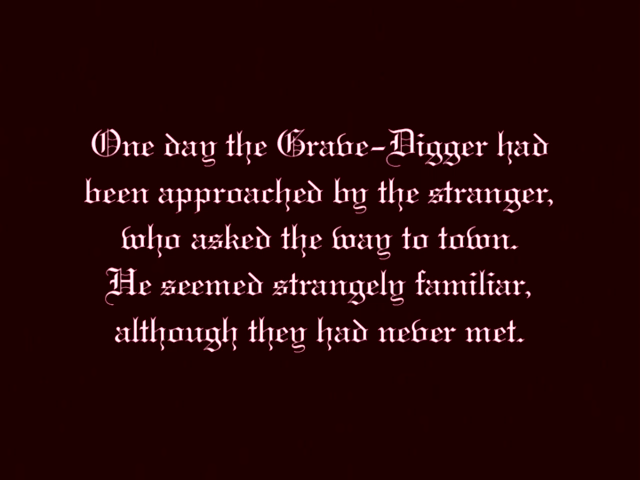 One day the Grave-Digger had
been approached by the stranger,
who asked the way to town.
He seemed strangely familiar,
although they had never met.